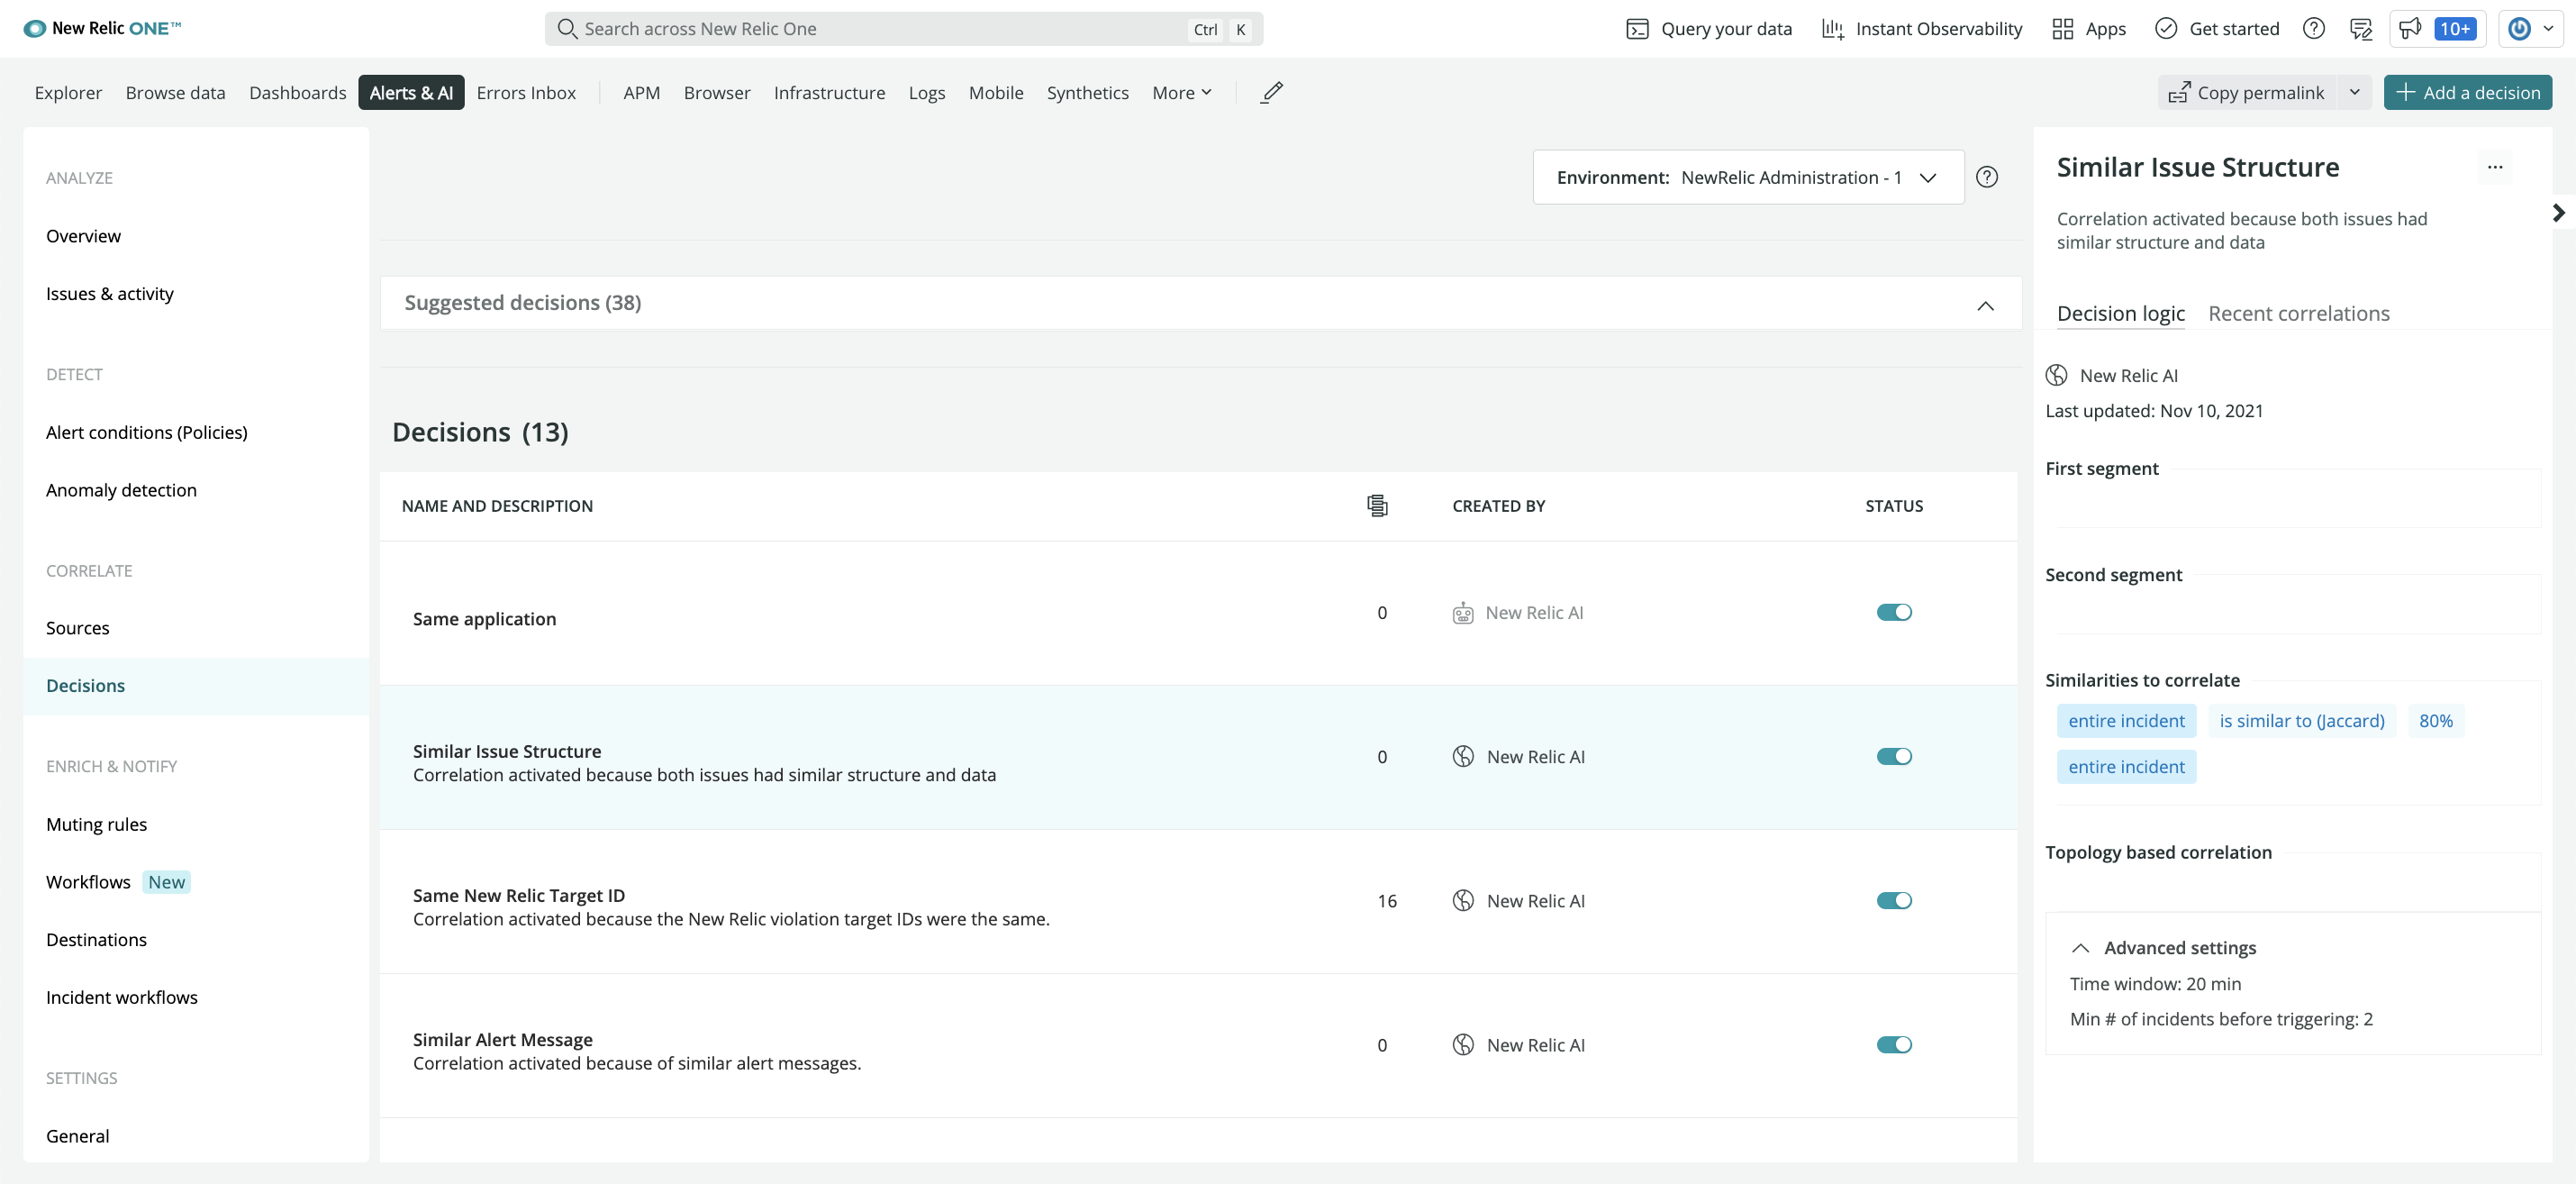 New Relic ONE™
Search across New Relic One
Ctrl K
Query your data
Instant Observability
Apps
Get started
10+
Explorer
Browse data
Dashboards
Alerts & AI
Errors Inbox
APM
Browser
Infrastructure
Logs
Mobile
Synthetics
More
Copy permalink
Add a decision
ANALYZE
Overview
Issues & activity
DETECT
Alert conditions (Policies)
Anomaly detection
CORRELATE
Sources
Decisions
ENRICH & NOTIFY
Muting rules
Workflows New
Destinations
Incident workflows
SETTINGS
General
Environment: NewRelic Administration - 1
Suggested decisions (38)
Decisions (13)
NAME AND DESCRIPTION CREATED BY STATUS
Same application 0 New Relic AI
Similar Issue Structure
Correlation activated because both issues had similar structure and data
0 New Relic AI
Same New Relic Target ID
Correlation activated because the New Relic violation target IDs were the same.
16 New Relic AI
Similar Alert Message
Correlation activated because of similar alert messages.
0 New Relic AI
Similar Issue Structure
...
Correlation activated because both issues had
similar structure and data
Decision logic Recent correlations
New Relic AI
Last updated: Nov 10, 2021
First segment
Second segment
Similarities to correlate
entire incident is similar to (Jaccard) 80%
entire incident
Topology based correlation
Advanced settings
Time window: 20 min
Min # of incidents before triggering: 2